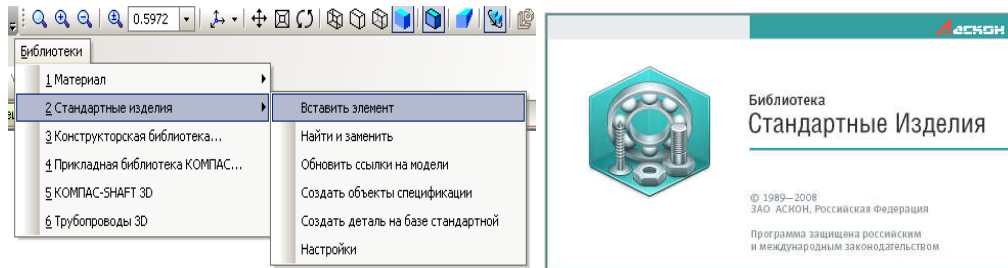 0.5972
Библиотеки
1 Материал
2 Стандартные изделия
3 Конструкторская библиотека...
4 Прикладная библиотека КОМПАС...
5 КОМПАС-SHAFT 3D
6 Трубопроводы 3D
Вставить элемент
Найти и заменить
Обновить ссылки на модели
Создать объекты спецификации
Создать деталь на базе стандартной
Настройки
АСКОН
Библиотека
Стандартные Изделия
© 1989—2008
ЗАО АСКОН, Российская Федерация
Программа защищена российским
и международным законодательством